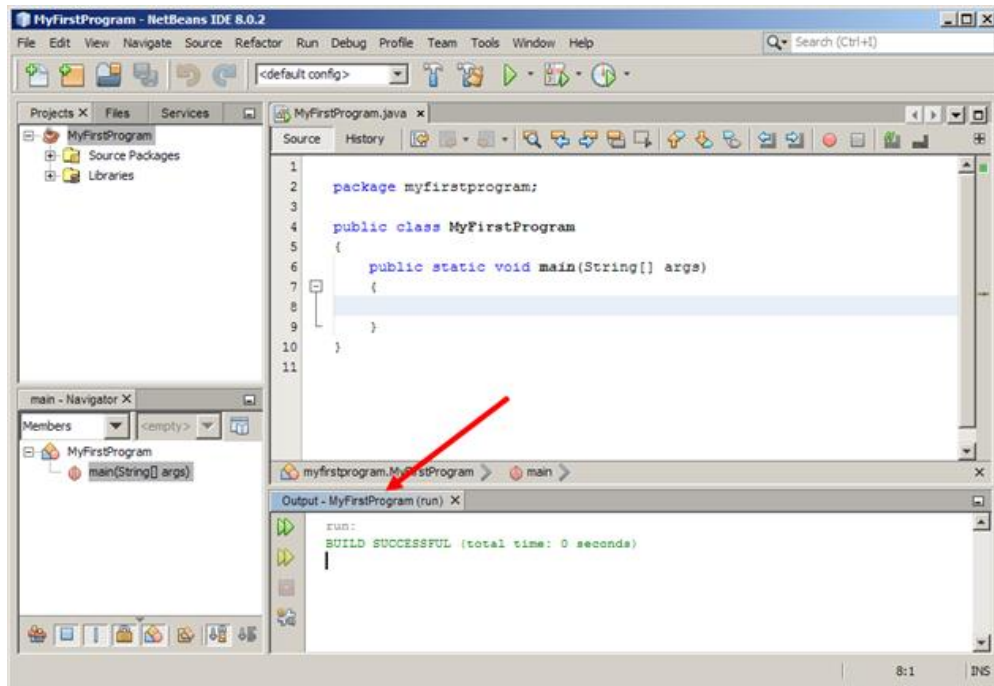 MyFirstProgram - NetBeans IDE 8.0.2
File Edit View Navigate Source Refactor Run Debug Profile Team Tools Window Help
Search (Ctrl+I)
<default config>
Projects Files Services
MyFirstProgram.java
MyFirstProgram
Source Packages
Libraries
Source History
1
2 package myfirstprogram;
3
4 public class MyFirstProgram
5 {
6 public static void main(String[] args)
7 {
8
9 }
10 }
11
main - Navigator
Members <empty>
MyFirstProgram
main(String[] args)
myfirstprogram.MyFirstProgram main
Output - MyFirstProgram (run)
run:
BUILD SUCCESSFUL (total time: 0 seconds)
8:1 INS